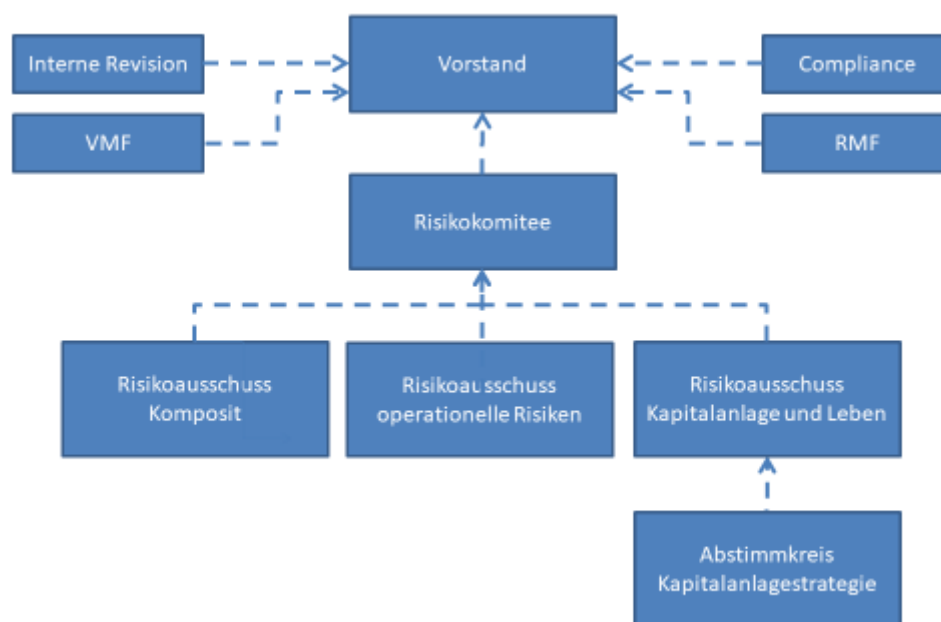 Interne Revision
Vorstand
Compliance
VMF
RMF
Risikokomitee
Risikoausschuss
Komposit
Risikoausschuss
operationelle Risiken
Risikoausschuss
Kapitalanlage und Leben
Abstimmkreis
Kapitalanlagestrategie